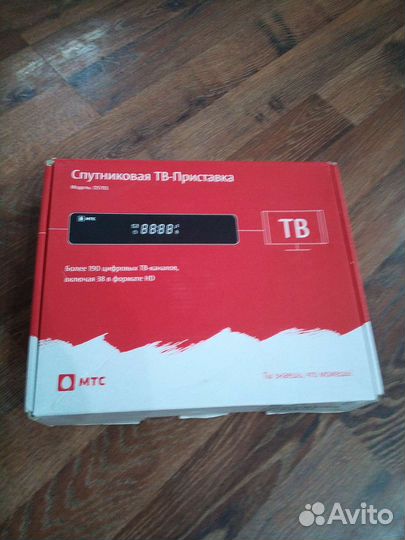 Спутниковая ТВ-Приставка
Модель: DS701
МТС
8888
ТВ
Более 190 цифровых ТВ-каналов,
включая 38 в формате HD
МТС
Ты знаешь, что можешь!
Avito